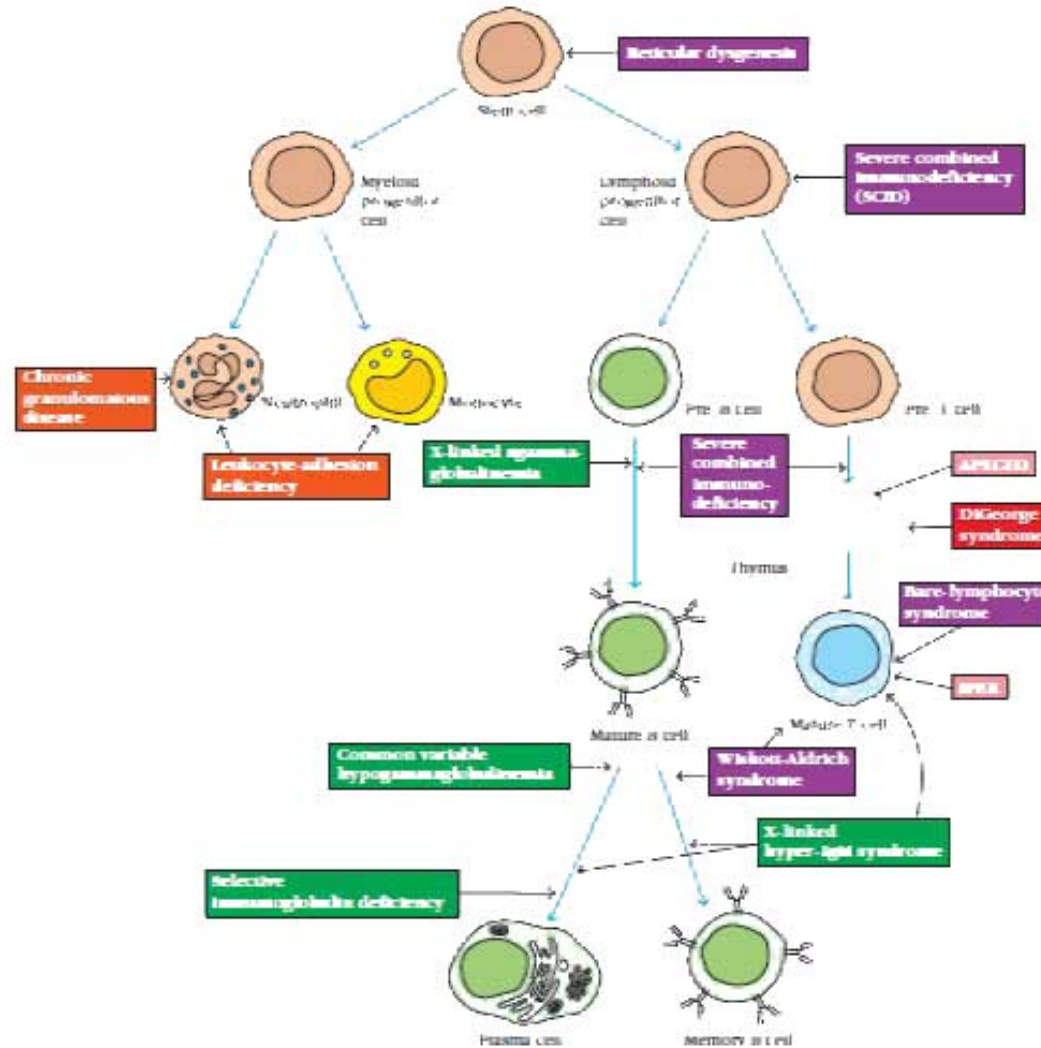 Reticular dysgenesis
Stem cell
Severe combined
immunodeficiency
(SCID)
Myeloid
progenitor
cell
Lymphoid
progenitor
cell
Chronic
granulomatous
disease
Neutrophil
Monocyte
Pre-B cell
Pre-T cell
Leukocyte-adhesion
deficiency
X-linked agamma-
globulinemia
Severe
combined
immuno-
deficiency
APECED
DiGeorge
syndrome
Thymus
Bare-lymphocyte
syndrome
IPEX
Mature B cell
Mature T cell
Common variable
hypogammaglobulinemia
Wiskott-Aldrich
syndrome
X-linked
hyper-IgM syndrome
Selective
immunoglobulin deficiency
Plasma cell
Memory B cell